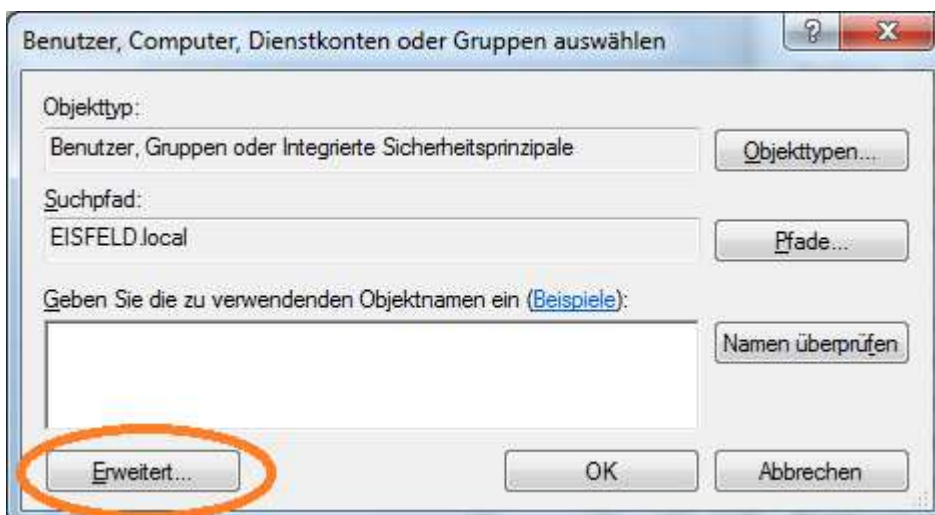 Benutzer, Computer, Dienstkonten oder Gruppen auswählen
Objekttyp:
Benutzer, Gruppen oder Integrierte Sicherheitsprinzipale
Objekttypen...
Suchpfad:
EISFELD.local
Pfade...
Geben Sie die zu verwendenden Objektnamen ein (Beispiele):
Namen überprüfen
Erweitert...
OK
Abbrechen